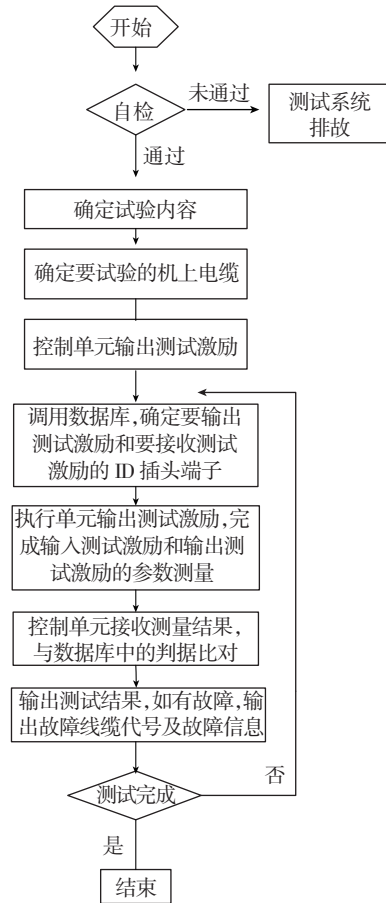 开始
自检
未通过
测试系统
排故
通过
确定试验内容
确定要试验的机上电缆
控制单元输出测试激励
调用数据库,确定要输出
测试激励和要接收测试
激励的 ID 插头端子
执行单元输出测试激励,完
成输入测试激励和输出测
试激励的参数测量
控制单元接收测量结果,
与数据库中的判据比对
输出测试结果,如有故障,输
出故障线缆代号及故障信息
否
测试完成
是
结束